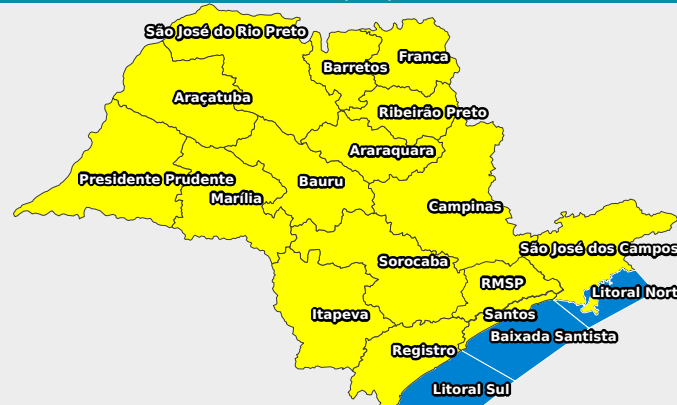 São José do Rio Preto
Franca
Barretos
Araçatuba
Ribeirão Preto
Araraquara
Presidente Prudente
Bauru
Marília
Campinas
São José dos Campos
Sorocaba
RMSP
Litoral Nort
Itapeva
Santos
Baixada Santista
Registro
Litoral Sul